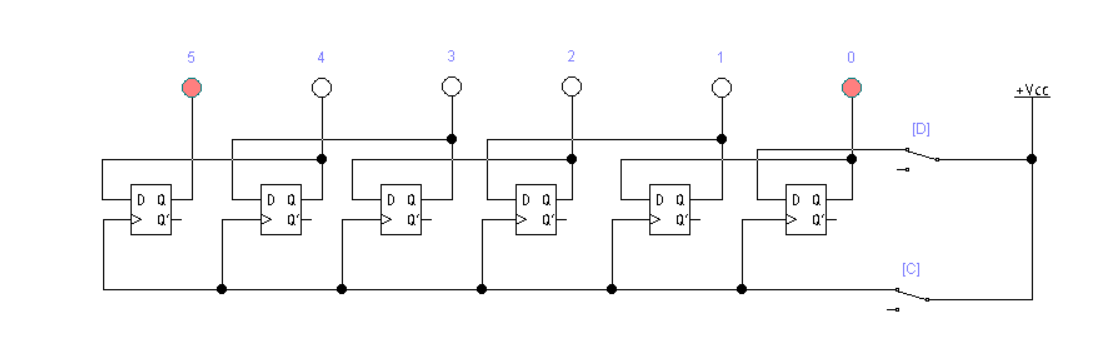 5 4 3 2 1 0
+Vcc
[D]
D Q D Q D Q D Q D Q D Q
Q' Q' Q' Q' Q' Q'
[C]